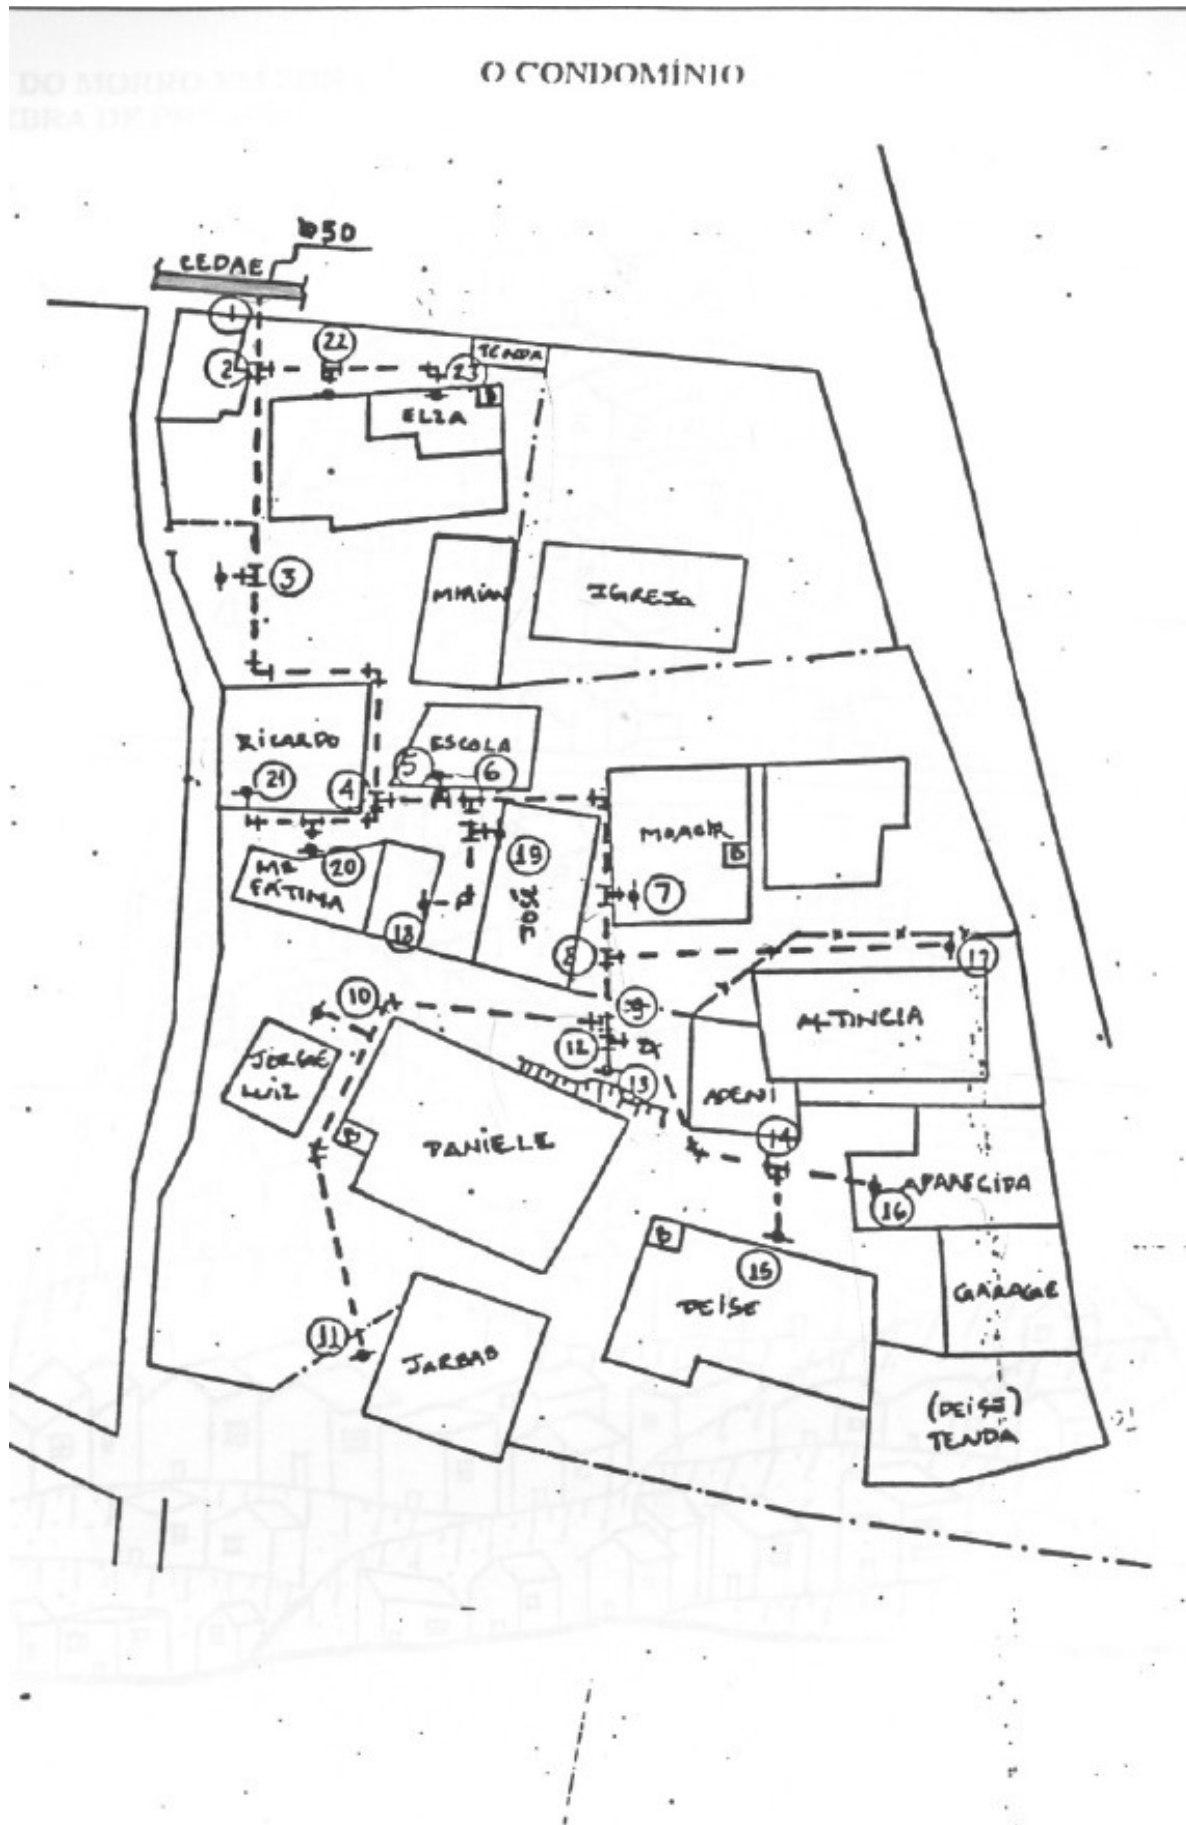 O CONDOMÍNIO
50
CEDAE
1
22
2
23
TENDA
ELZA
3
MIRIAN
IGREJA
RICARDO
ESCOLA
5
6
21
4
MOACIR
B
19
JOSÉ
20
Mª
FÁTIMA
7
18
8
17
10
9
ALTINEIA
12
JORGE
LUIZ
13
ADENI
DANIELE
B
14
APARECIDA
16
B
15
DEISE
GARAGE
11
JARBAS
(DEISE)
TENDA